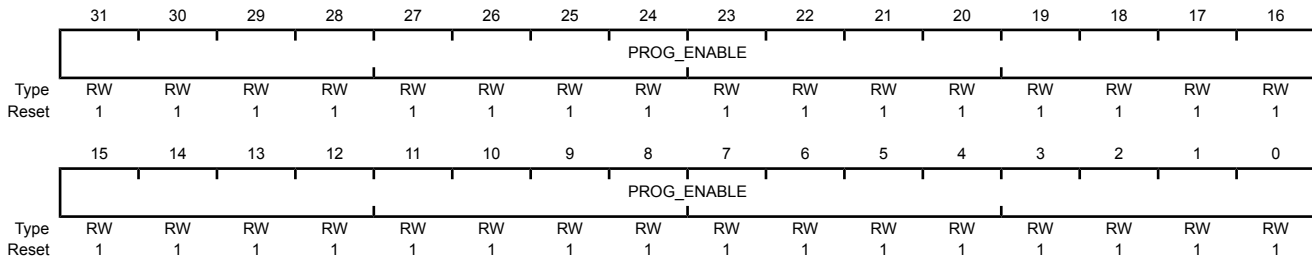 31 30 29 28 27 26 25 24 23 22 21 20 19 18 17 16
PROG_ENABLE
Type RW RW RW RW RW RW RW RW RW RW RW RW RW RW RW RW
Reset 1 1 1 1 1 1 1 1 1 1 1 1 1 1 1 1
15 14 13 12 11 10 9 8 7 6 5 4 3 2 1 0
PROG_ENABLE
Type RW RW RW RW RW RW RW RW RW RW RW RW RW RW RW RW
Reset 1 1 1 1 1 1 1 1 1 1 1 1 1 1 1 1